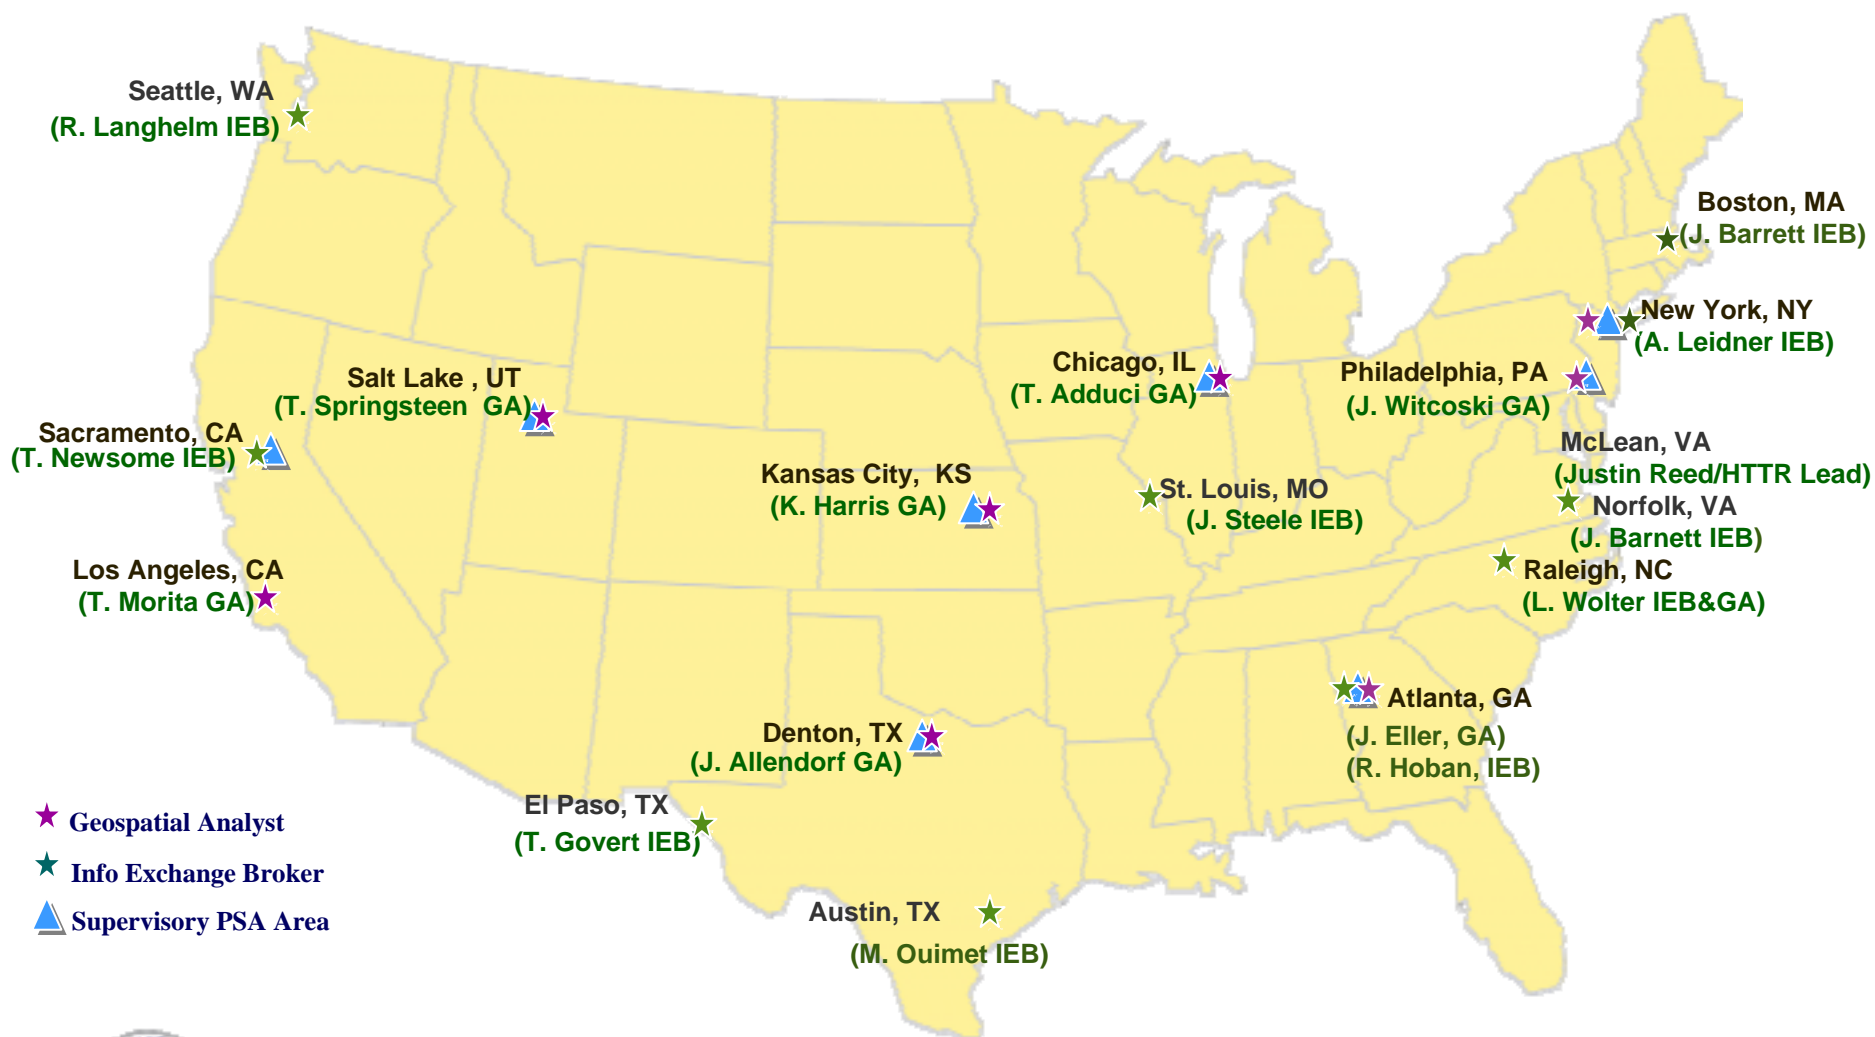 Seattle, WA
(R. Langhelm IEB)
Boston, MA
(J. Barrett IEB)
New York, NY
(A. Leidner IEB)
Chicago, IL
(T. Adduci GA)
Philadelphia, PA
(J. Witcoski GA)
Salt Lake , UT
(T. Springsteen  GA)
Sacramento, CA
(T. Newsome IEB)
McLean, VA
(Justin Reed/HTTR Lead)
Kansas City,  KS
(K. Harris GA)
St. Louis, MO
(J. Steele IEB)
Norfolk, VA
(J. Barnett IEB)
Los Angeles, CA
(T. Morita GA)
Raleigh, NC
(L. Wolter IEB&GA)
Atlanta, GA
(J. Eller, GA)
(R. Hoban, IEB)
Denton, TX
(J. Allendorf GA)
El Paso, TX
(T. Govert IEB)
Austin, TX
(M. Ouimet IEB)
Geospatial Analyst
Info Exchange Broker
Supervisory PSA Area